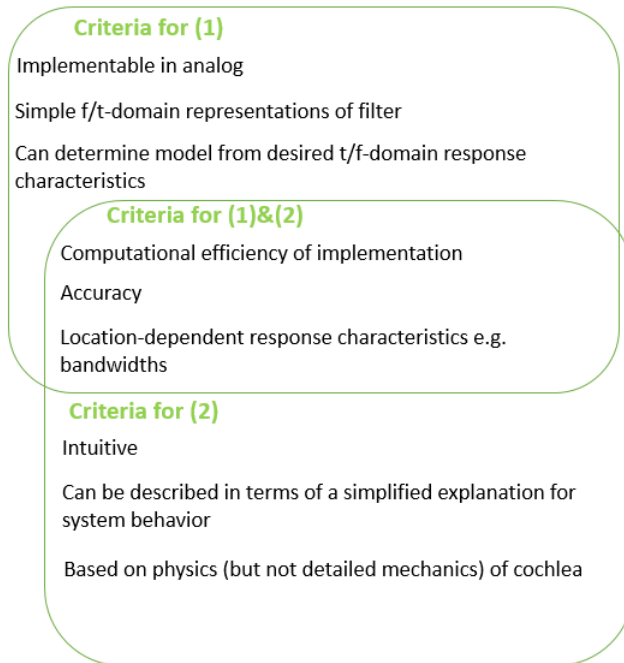 Criteria for (1)
Implementable in analog
Simple f/t-domain representations of filter
Can determine model from desired t/f-domain response
characteristics
Criteria for (1)&(2)
Computational efficiency of implementation
Accuracy
Location-dependent response characteristics e.g.
bandwidths
Criteria for (2)
Intuitive
Can be described in terms of a simplified explanation for
system behavior
Based on physics (but not detailed mechanics) of cochlea